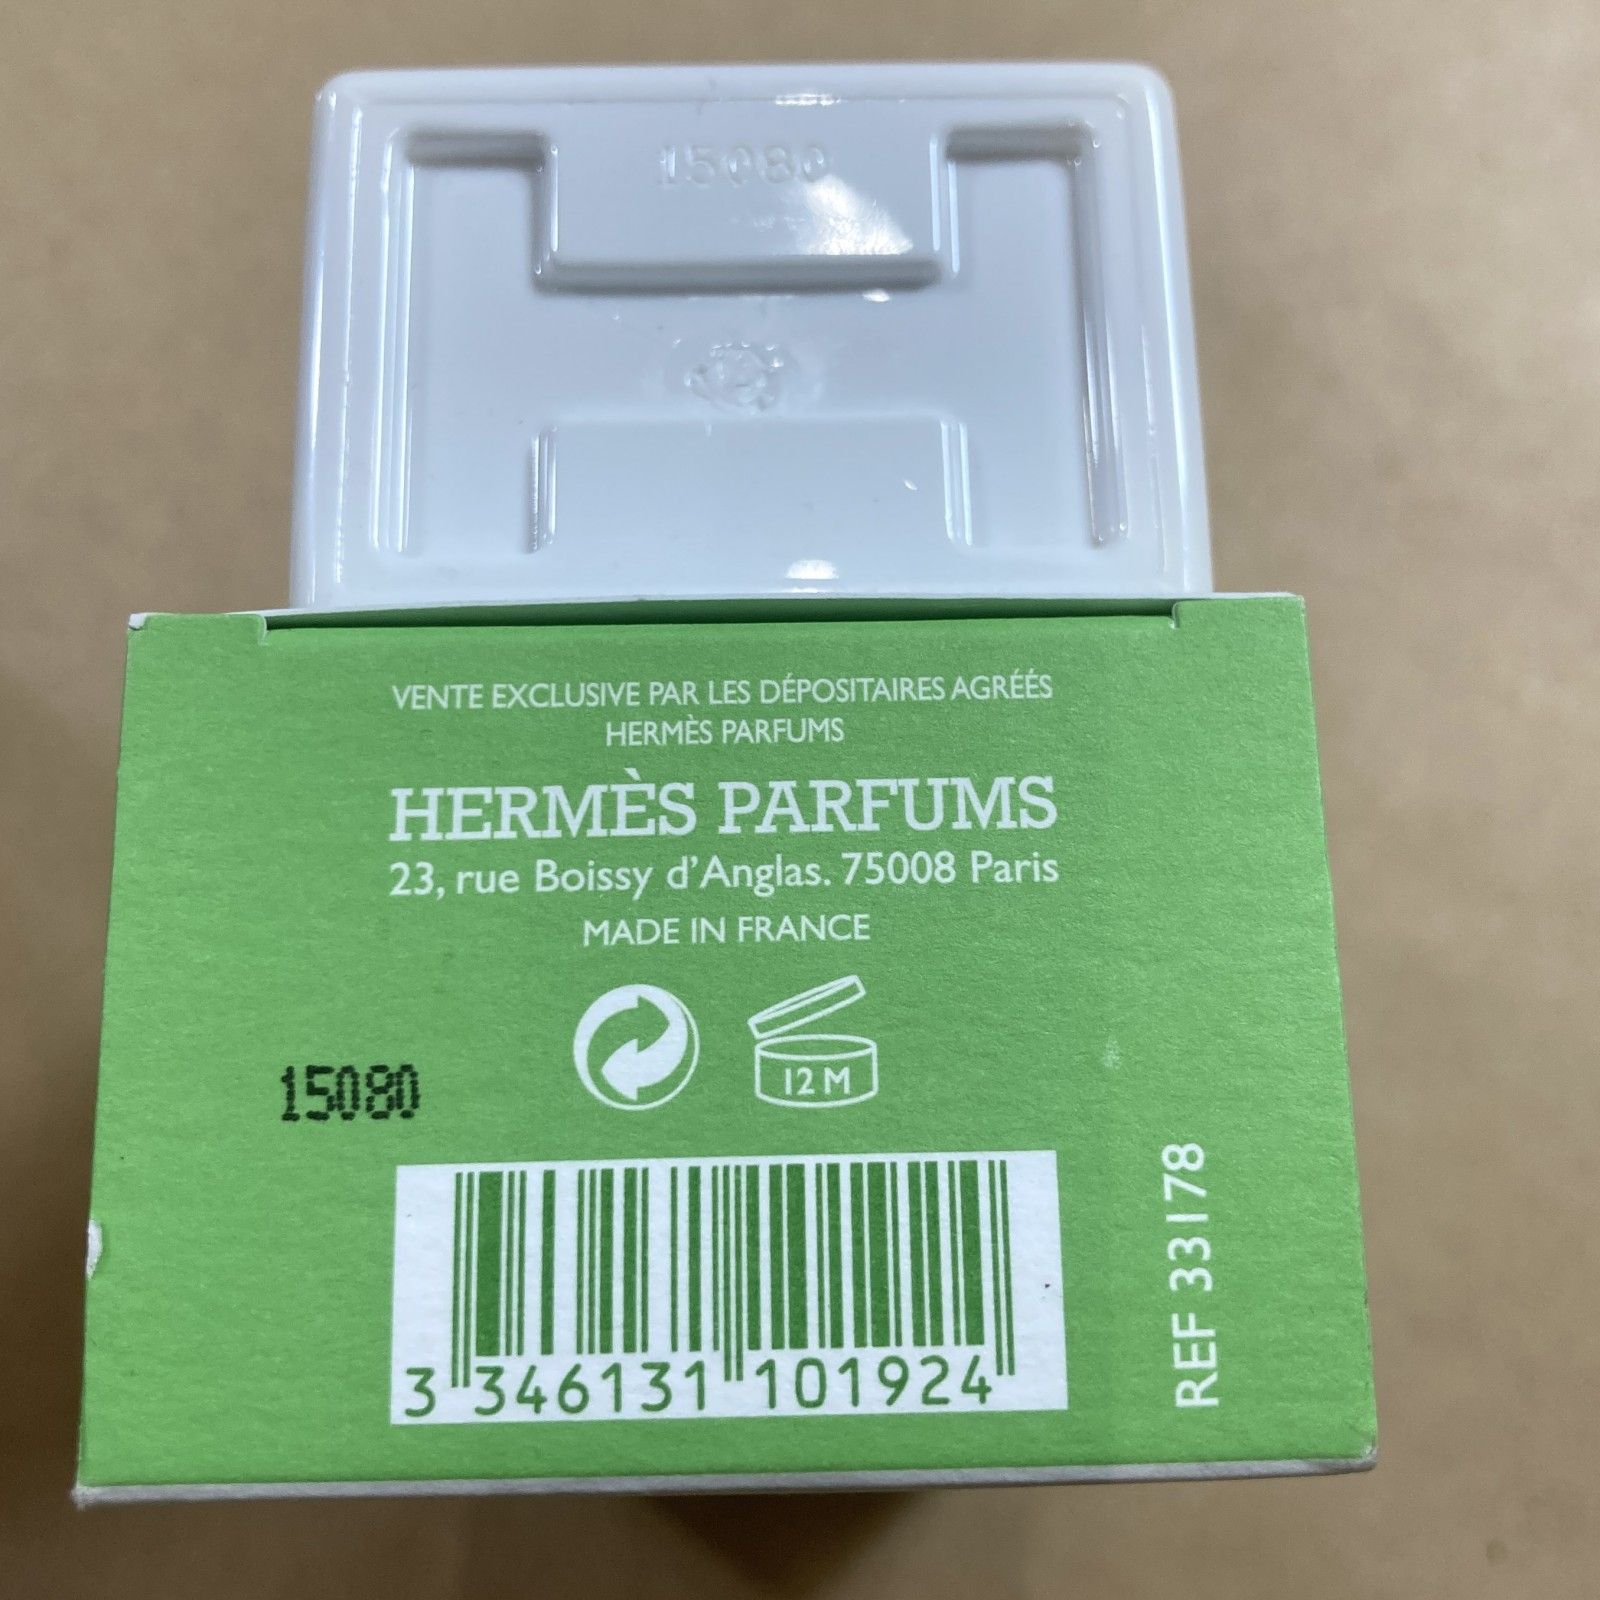 15080
VENTE EXCLUSIVE PAR LES DÉPOSITAIRES AGRÉÉS
HERMÈS PARFUMS
HERMÈS PARFUMS
23, rue Boissy d'Anglas. 75008 Paris
MADE IN FRANCE
12 M
15080
3 346131 101924
REF 33178